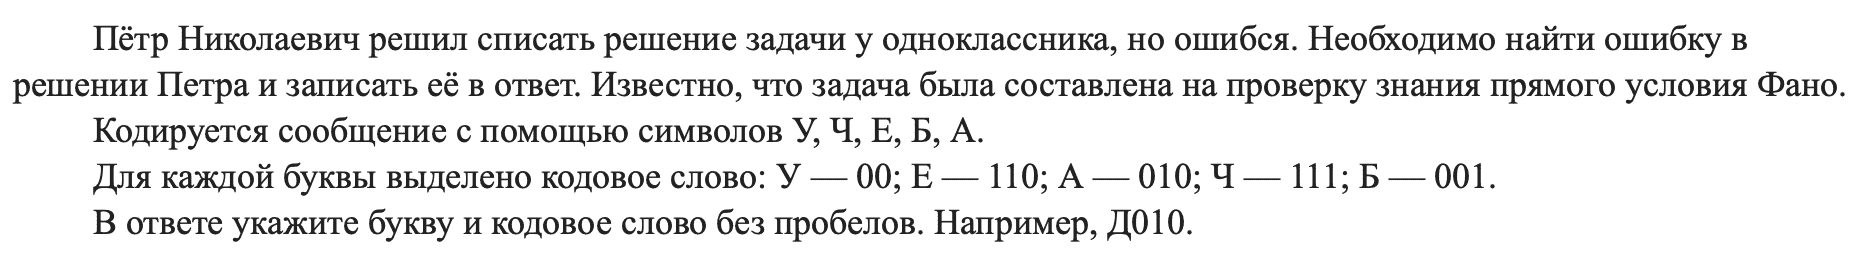 Пётр Николаевич решил списать решение задачи у одноклассника, но ошибся. Необходимо найти ошибку в
решении Петра и записать её в ответ. Известно, что задача была составлена на проверку знания прямого условия Фано.
Кодируется сообщение с помощью символов У, Ч, Е, Б, А.
Для каждой буквы выделено кодовое слово: У — 00; Е — 110; А — 010; Ч — 111; Б — 001.
В ответе укажите букву и кодовое слово без пробелов. Например, Д010.